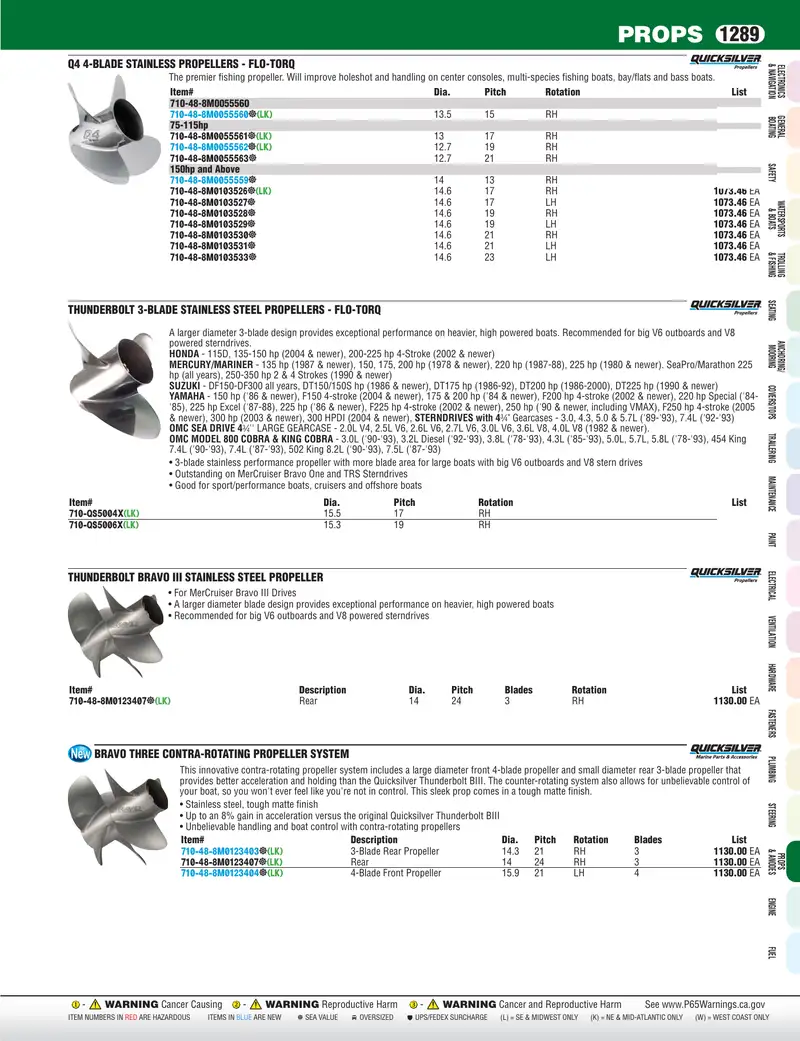 PROPS 1289
Q4 4-BLADE STAINLESS PROPELLERS - FLO-TORQ
QUICKSILVER
Propellers
The premier fishing propeller. Will improve holeshot and handling on center consoles, multi-species fishing boats, bay/flats and bass boats.
Item# Dia. Pitch Rotation List
710-48-8M0055560
710-48-8M0055560(LK) 13.5 15 RH
75-115hp
710-48-8M0055561(LK) 13 17 RH
710-48-8M0055562(LK) 12.7 19 RH
710-48-8M0055563 12.7 21 RH
150hp and Above
710-48-8M0055559 14 13 RH
710-48-8M0103526(LK) 14.6 17 RH 1073.46 EA
710-48-8M0103527 14.6 17 LH 1073.46 EA
710-48-8M0103528 14.6 19 RH 1073.46 EA
710-48-8M0103529 14.6 19 LH 1073.46 EA
710-48-8M0103530 14.6 21 RH 1073.46 EA
710-48-8M0103531 14.6 21 LH 1073.46 EA
710-48-8M0103533 14.6 23 LH 1073.46 EA
THUNDERBOLT 3-BLADE STAINLESS STEEL PROPELLERS - FLO-TORQ
QUICKSILVER
Propellers
A larger diameter 3-blade design provides exceptional performance on heavier, high powered boats. Recommended for big V6 outboards and V8
powered sterndrives.
HONDA - 115D, 135-150 hp (2004 & newer), 200-225 hp 4-Stroke (2002 & newer)
MERCURY/MARINER - 135 hp (1987 & newer), 150, 175, 200 hp (1978 & newer), 220 hp (1987-88), 225 hp (1980 & newer). SeaPro/Marathon 225
hp (all years), 250-350 hp 2 & 4 Strokes (1990 & newer)
SUZUKI - DF150-DF300 all years, DT150/150S hp (1986 & newer), DT175 hp (1986-92), DT200 hp (1986-2000), DT225 hp (1990 & newer)
YAMAHA - 150 hp ('86 & newer), F150 4-stroke (2004 & newer), 175 & 200 hp ('84 & newer), F200 hp 4-stroke (2002 & newer), 220 hp Special ('84-
'85), 225 hp Excel ('87-88), 225 hp ('86 & newer), F225 hp 4-stroke (2002 & newer), 250 hp ('90 & newer, including VMAX), F250 hp 4-stroke (2005
& newer), 300 hp (2003 & newer), 300 HPDI (2004 & newer), STERNDRIVES with 4¾" Gearcases - 3.0, 4.3, 5.0 & 5.7L ('89-'93), 7.4L ('92-'93)
OMC SEA DRIVE 4¾'' LARGE GEARCASE - 2.0L V4, 2.5L V6, 2.6L V6, 2.7L V6, 3.0L V6, 3.6L V8, 4.0L V8 (1982 & newer).
OMC MODEL 800 COBRA & KING COBRA - 3.0L ('90-'93), 3.2L Diesel ('92-'93), 3.8L ('78-'93), 4.3L ('85-'93), 5.0L, 5.7L, 5.8L ('78-'93), 454 King
7.4L ('90-'93), 7.4L ('87-'93), 502 King 8.2L ('90-'93), 7.5L ('87-'93)
• 3-blade stainless performance propeller with more blade area for large boats with big V6 outboards and V8 stern drives
• Outstanding on MerCruiser Bravo One and TRS Sterndrives
• Good for sport/performance boats, cruisers and offshore boats
Item# Dia. Pitch Rotation List
710-QS5004X(LK) 15.5 17 RH
710-QS5006X(LK) 15.3 19 RH
THUNDERBOLT BRAVO III STAINLESS STEEL PROPELLER
QUICKSILVER
Propellers
• For MerCruiser Bravo III Drives
• A larger diameter blade design provides exceptional performance on heavier, high powered boats
• Recommended for big V6 outboards and V8 powered sterndrives
Item# Description Dia. Pitch Blades Rotation List
710-48-8M0123407(LK) Rear 14 24 3 RH 1130.00 EA
New BRAVO THREE CONTRA-ROTATING PROPELLER SYSTEM
QUICKSILVER
Marine Parts & Accessories
This innovative contra-rotating propeller system includes a large diameter front 4-blade propeller and small diameter rear 3-blade propeller that
provides better acceleration and holding than the Quicksilver Thunderbolt BIII. The counter-rotating system also allows for unbelievable control of
your boat, so you won't ever feel like you're not in control. This sleek prop comes in a tough matte finish.
• Stainless steel, tough matte finish
• Up to an 8% gain in acceleration versus the original Quicksilver Thunderbolt BIII
• Unbelievable handling and boat control with contra-rotating propellers
Item# Description Dia. Pitch Rotation Blades List
710-48-8M0123403(LK) 3-Blade Rear Propeller 14.3 21 RH 3 1130.00 EA
710-48-8M0123407(LK) Rear 14 24 RH 3 1130.00 EA
710-48-8M0123404(LK) 4-Blade Front Propeller 15.9 21 LH 4 1130.00 EA
ELECTRONICS
& NAVIGATION
GENERAL
BOATING
SAFETY
WATERSPORTS
& BOATS
TROLLING
& FISHING
SEATING
ANCHORING/
MOORING
COVERS/TOPS
TRAILERING
MAINTENANCE
PAINT
ELECTRICAL
VENTILATION
HARDWARE
FASTENERS
PLUMBING
STEERING
PROPS
& ANODES
ENGINE
FUEL
1 - WARNING Cancer Causing 2 - WARNING Reproductive Harm 3 - WARNING Cancer and Reproductive Harm See www.P65Warnings.ca.gov
ITEM NUMBERS IN RED ARE HAZARDOUS ITEMS IN BLUE ARE NEW SEA VALUE OVERSIZED UPS/FEDEX SURCHARGE (L) = SE & MIDWEST ONLY (K) = NE & MID-ATLANTIC ONLY (W) = WEST COAST ONLY